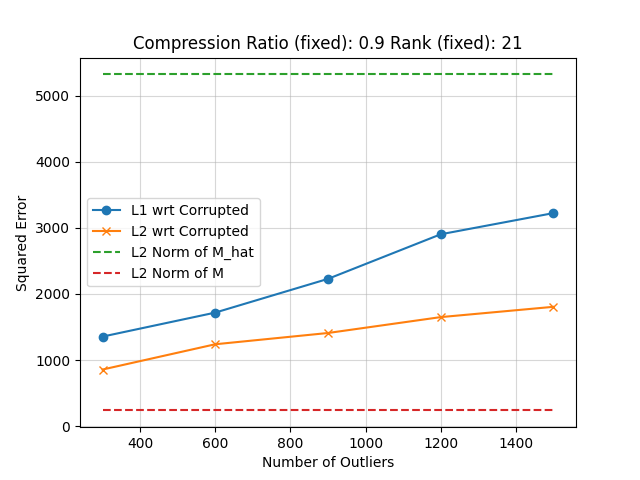 Compression Ratio (fixed): 0.9 Rank (fixed): 21
Squared Error
5000
4000
3000
2000
1000
0
L1 wrt Corrupted
L2 wrt Corrupted
L2 Norm of M_hat
L2 Norm of M
400 600 800 1000 1200 1400
Number of Outliers